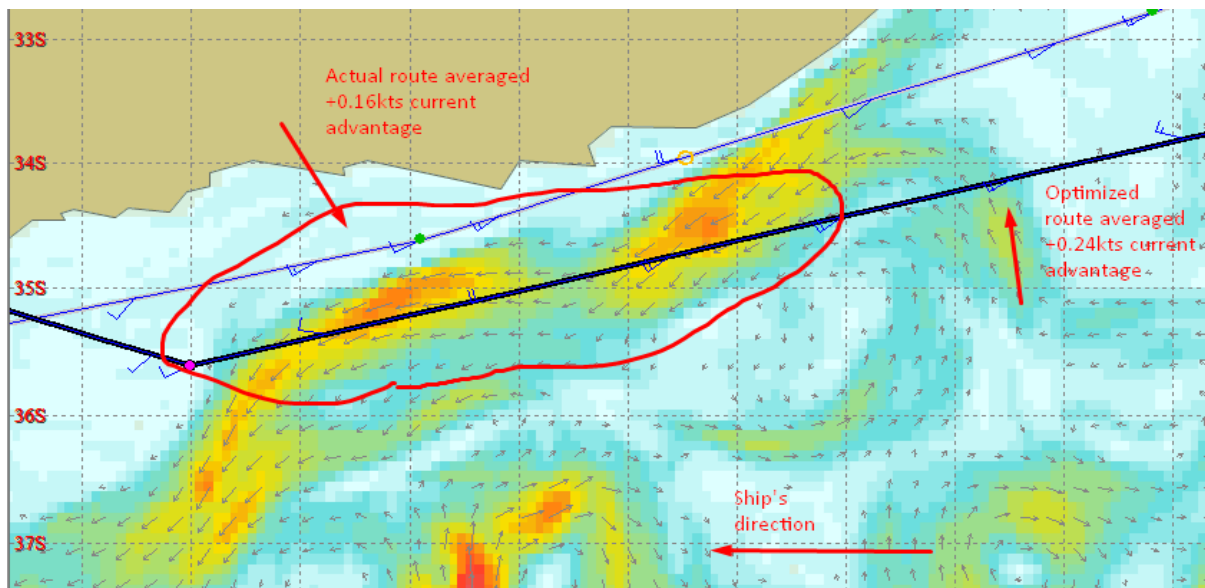 33S
Actual route averaged
+0.16kts current
advantage
34S
Optimized
route averaged
+0.24kts current
advantage
35S
36S
Ship's
direction
37S